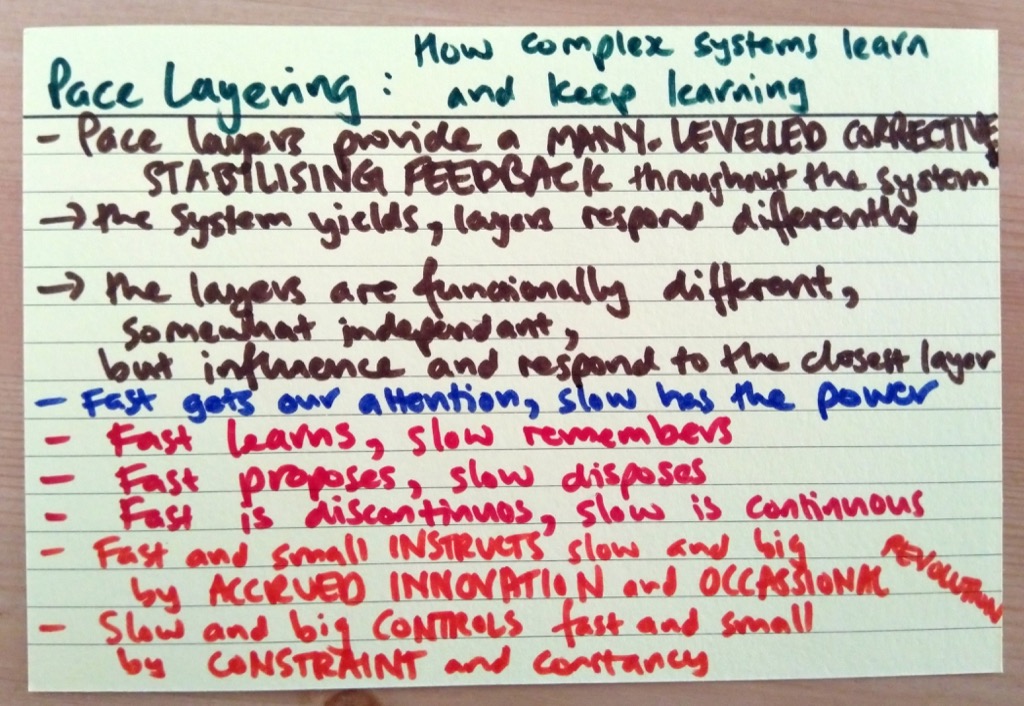 Pace Layering : How complex systems learn
and keep learning
- Pace layers provide a MANY-LEVELLED CORRECTIVE,
STABILISING FEEDBACK throughout the system
→ the system yields, layers respond differently
→ the layers are funcionally different,
somewhat independant,
but influence and respond to the closest layer
- Fast gets our attention, slow has the power
- Fast learns, slow remembers
- Fast proposes, slow disposes
- Fast is discontinuos, slow is continuous
- Fast and small INSTRUCTS slow and big
by ACCRUED INNOVATION and OCCASSIONAL REVOLUTION
- Slow and big CONTROLS fast and small
by CONSTRAINT and constancy